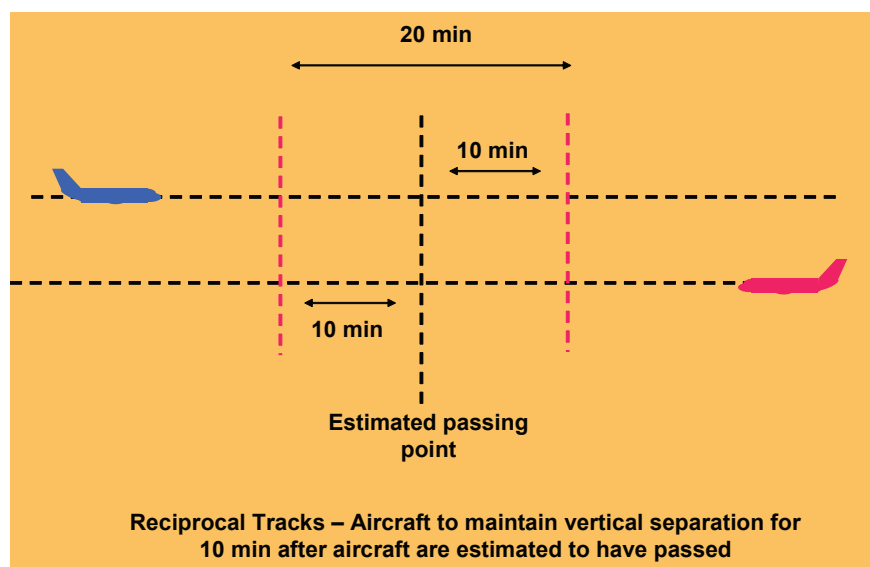 20 min
10 min
10 min
Estimated passing
point
Reciprocal Tracks – Aircraft to maintain vertical separation for
10 min after aircraft are estimated to have passed